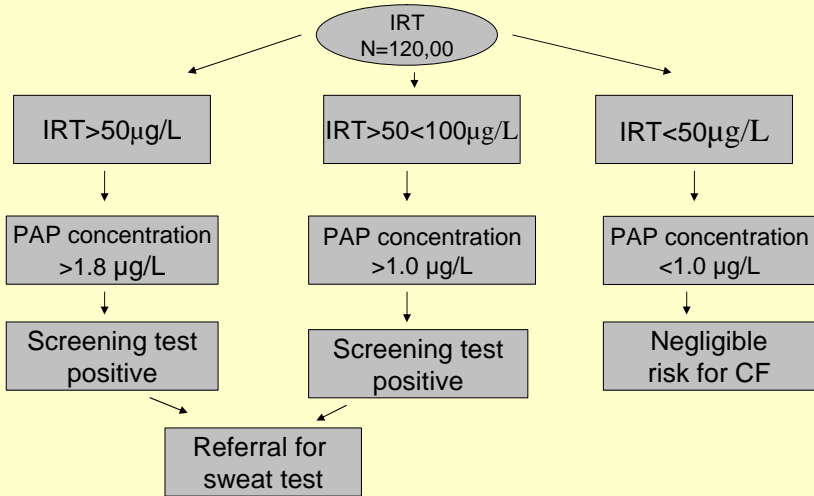 IRT
N=120,00
IRT>50µg/L
IRT>50<100µg/L
IRT<50µg/L
PAP concentration
>1.8 µg/L
PAP concentration
>1.0 µg/L
PAP concentration
<1.0 µg/L
Screening test
positive
Screening test
positive
Negligible
risk for CF
Referral for
sweat test